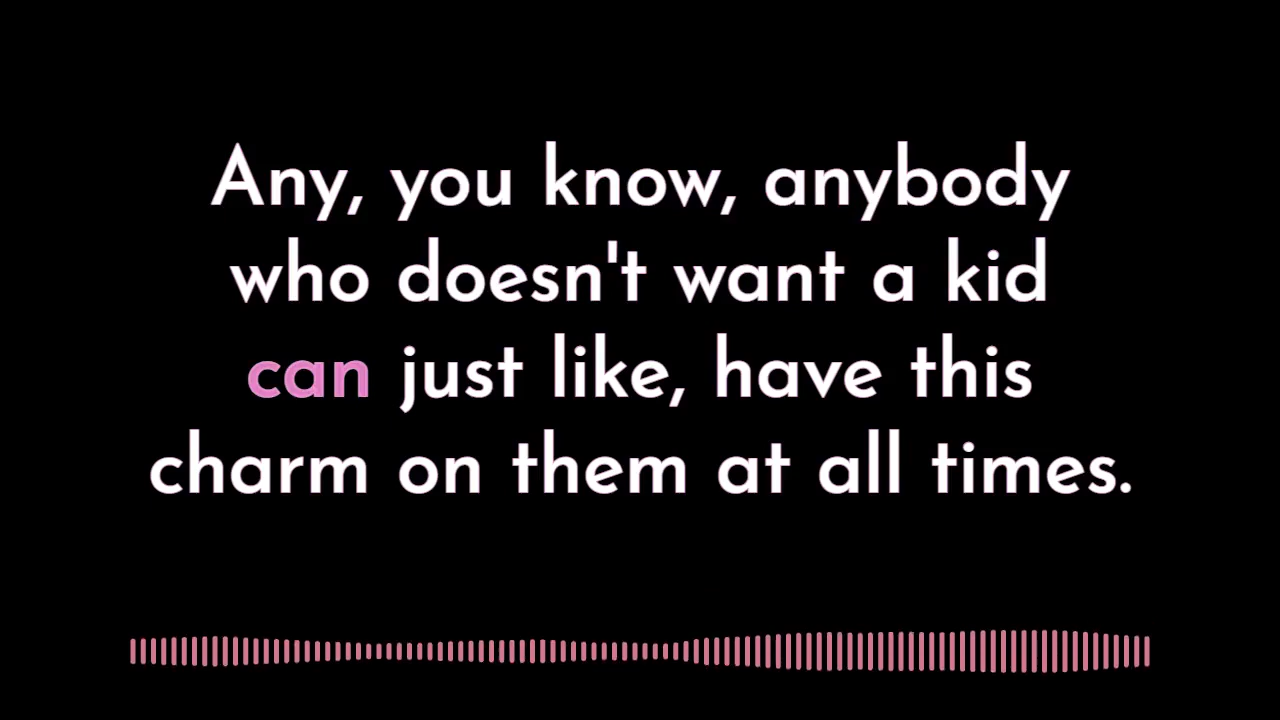 Any, you know, anybody
who doesn't want a kid
can just like, have this
charm on them at all times.